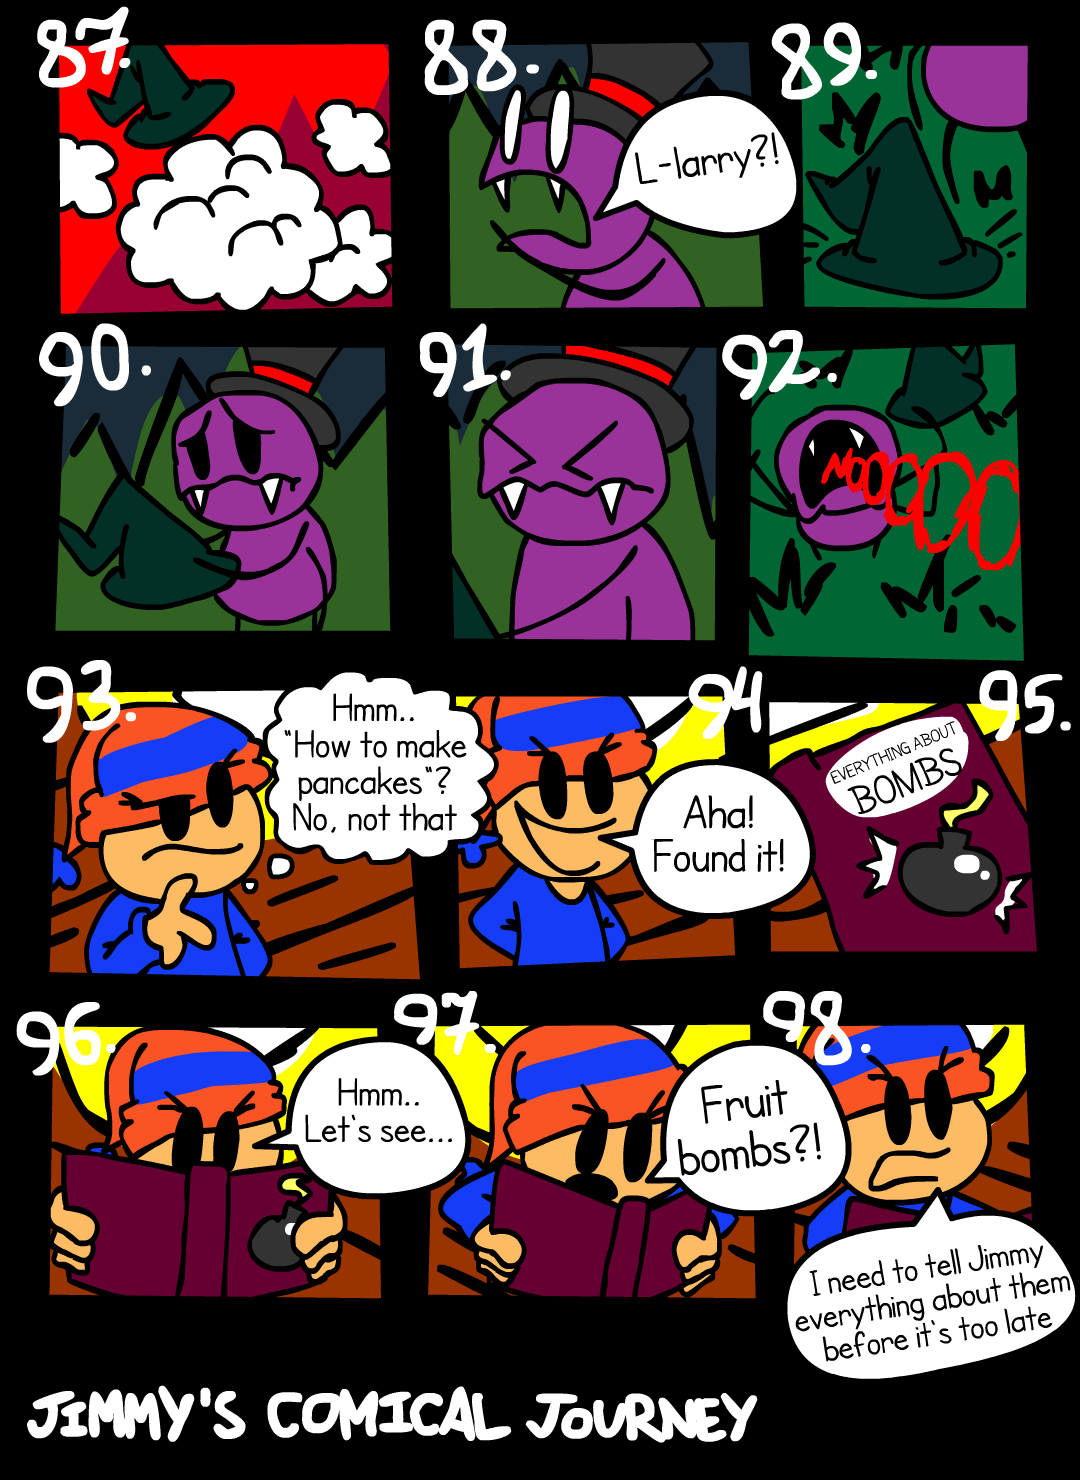 87.
88.
L-larry?!
89.
90.
91.
92.
NOOOOOO
93.
Hmm..
"How to make
pancakes"?
No, not that
94
Aha!
Found it!
95.
EVERYTHING ABOUT
BOMBS
96.
Hmm..
Let's see...
97.
Fruit
bombs?!
98.
I need to tell Jimmy
everything about them
before it's too late
JIMMY'S COMICAL JOURNEY